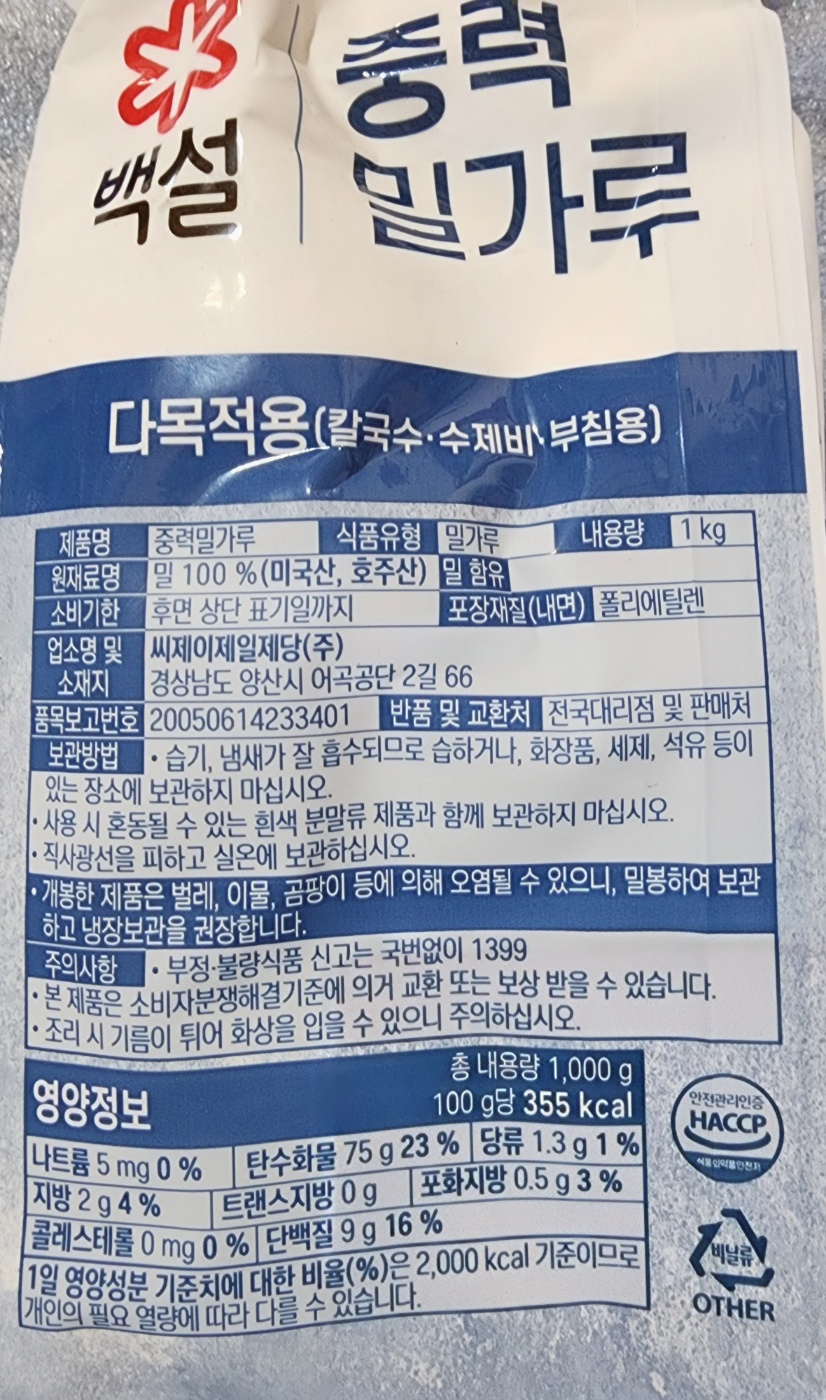 백설
중력
밀가루
다목적용(칼국수·수제비·부침용)
제품명 중력밀가루 식품유형 밀가루 내용량 1 kg
원재료명 밀 100 %(미국산, 호주산) 밀 함유
소비기한 후면 상단 표기일까지 포장재질(내면) 폴리에틸렌
업소명 및 소재지 씨제이제일제당(주)
경상남도 양산시 어곡공단 2길 66
품목보고번호 20050614233401 반품 및 교환처 전국대리점 및 판매처
보관방법 • 습기, 냄새가 잘 흡수되므로 습하거나, 화장품, 세제, 석유 등이
있는 장소에 보관하지 마십시오.
• 사용 시 혼동될 수 있는 흰색 분말류 제품과 함께 보관하지 마십시오.
• 직사광선을 피하고 실온에 보관하십시오.
• 개봉한 제품은 벌레, 이물, 곰팡이 등에 의해 오염될 수 있으니, 밀봉하여 보관
하고 냉장보관을 권장합니다.
주의사항 • 부정·불량식품 신고는 국번없이 1399
• 본 제품은 소비자분쟁해결기준에 의거 교환 또는 보상 받을 수 있습니다.
• 조리 시 기름이 튀어 화상을 입을 수 있으니 주의하십시오.
영양정보
총 내용량 1,000 g
100 g당 355 kcal
나트륨 5 mg 0 % 탄수화물 75 g 23 % 당류 1.3 g 1 %
지방 2 g 4 % 트랜스지방 0 g 포화지방 0.5 g 3 %
콜레스테롤 0 mg 0 % 단백질 9 g 16 %
1일 영양성분 기준치에 대한 비율(%)은 2,000 kcal 기준이므로
개인의 필요 열량에 따라 다를 수 있습니다.
안전관리인증
HACCP
식품의약품안전처
비닐류
OTHER